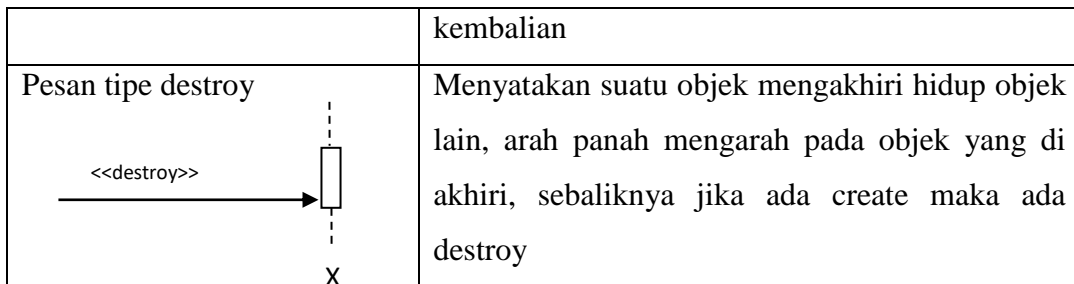 kembalian
Pesan tipe destroy
<<destroy>>
X
Menyatakan suatu objek mengakhiri hidup objek
lain, arah panah mengarah pada objek yang di
akhiri, sebaliknya jika ada create maka ada
destroy